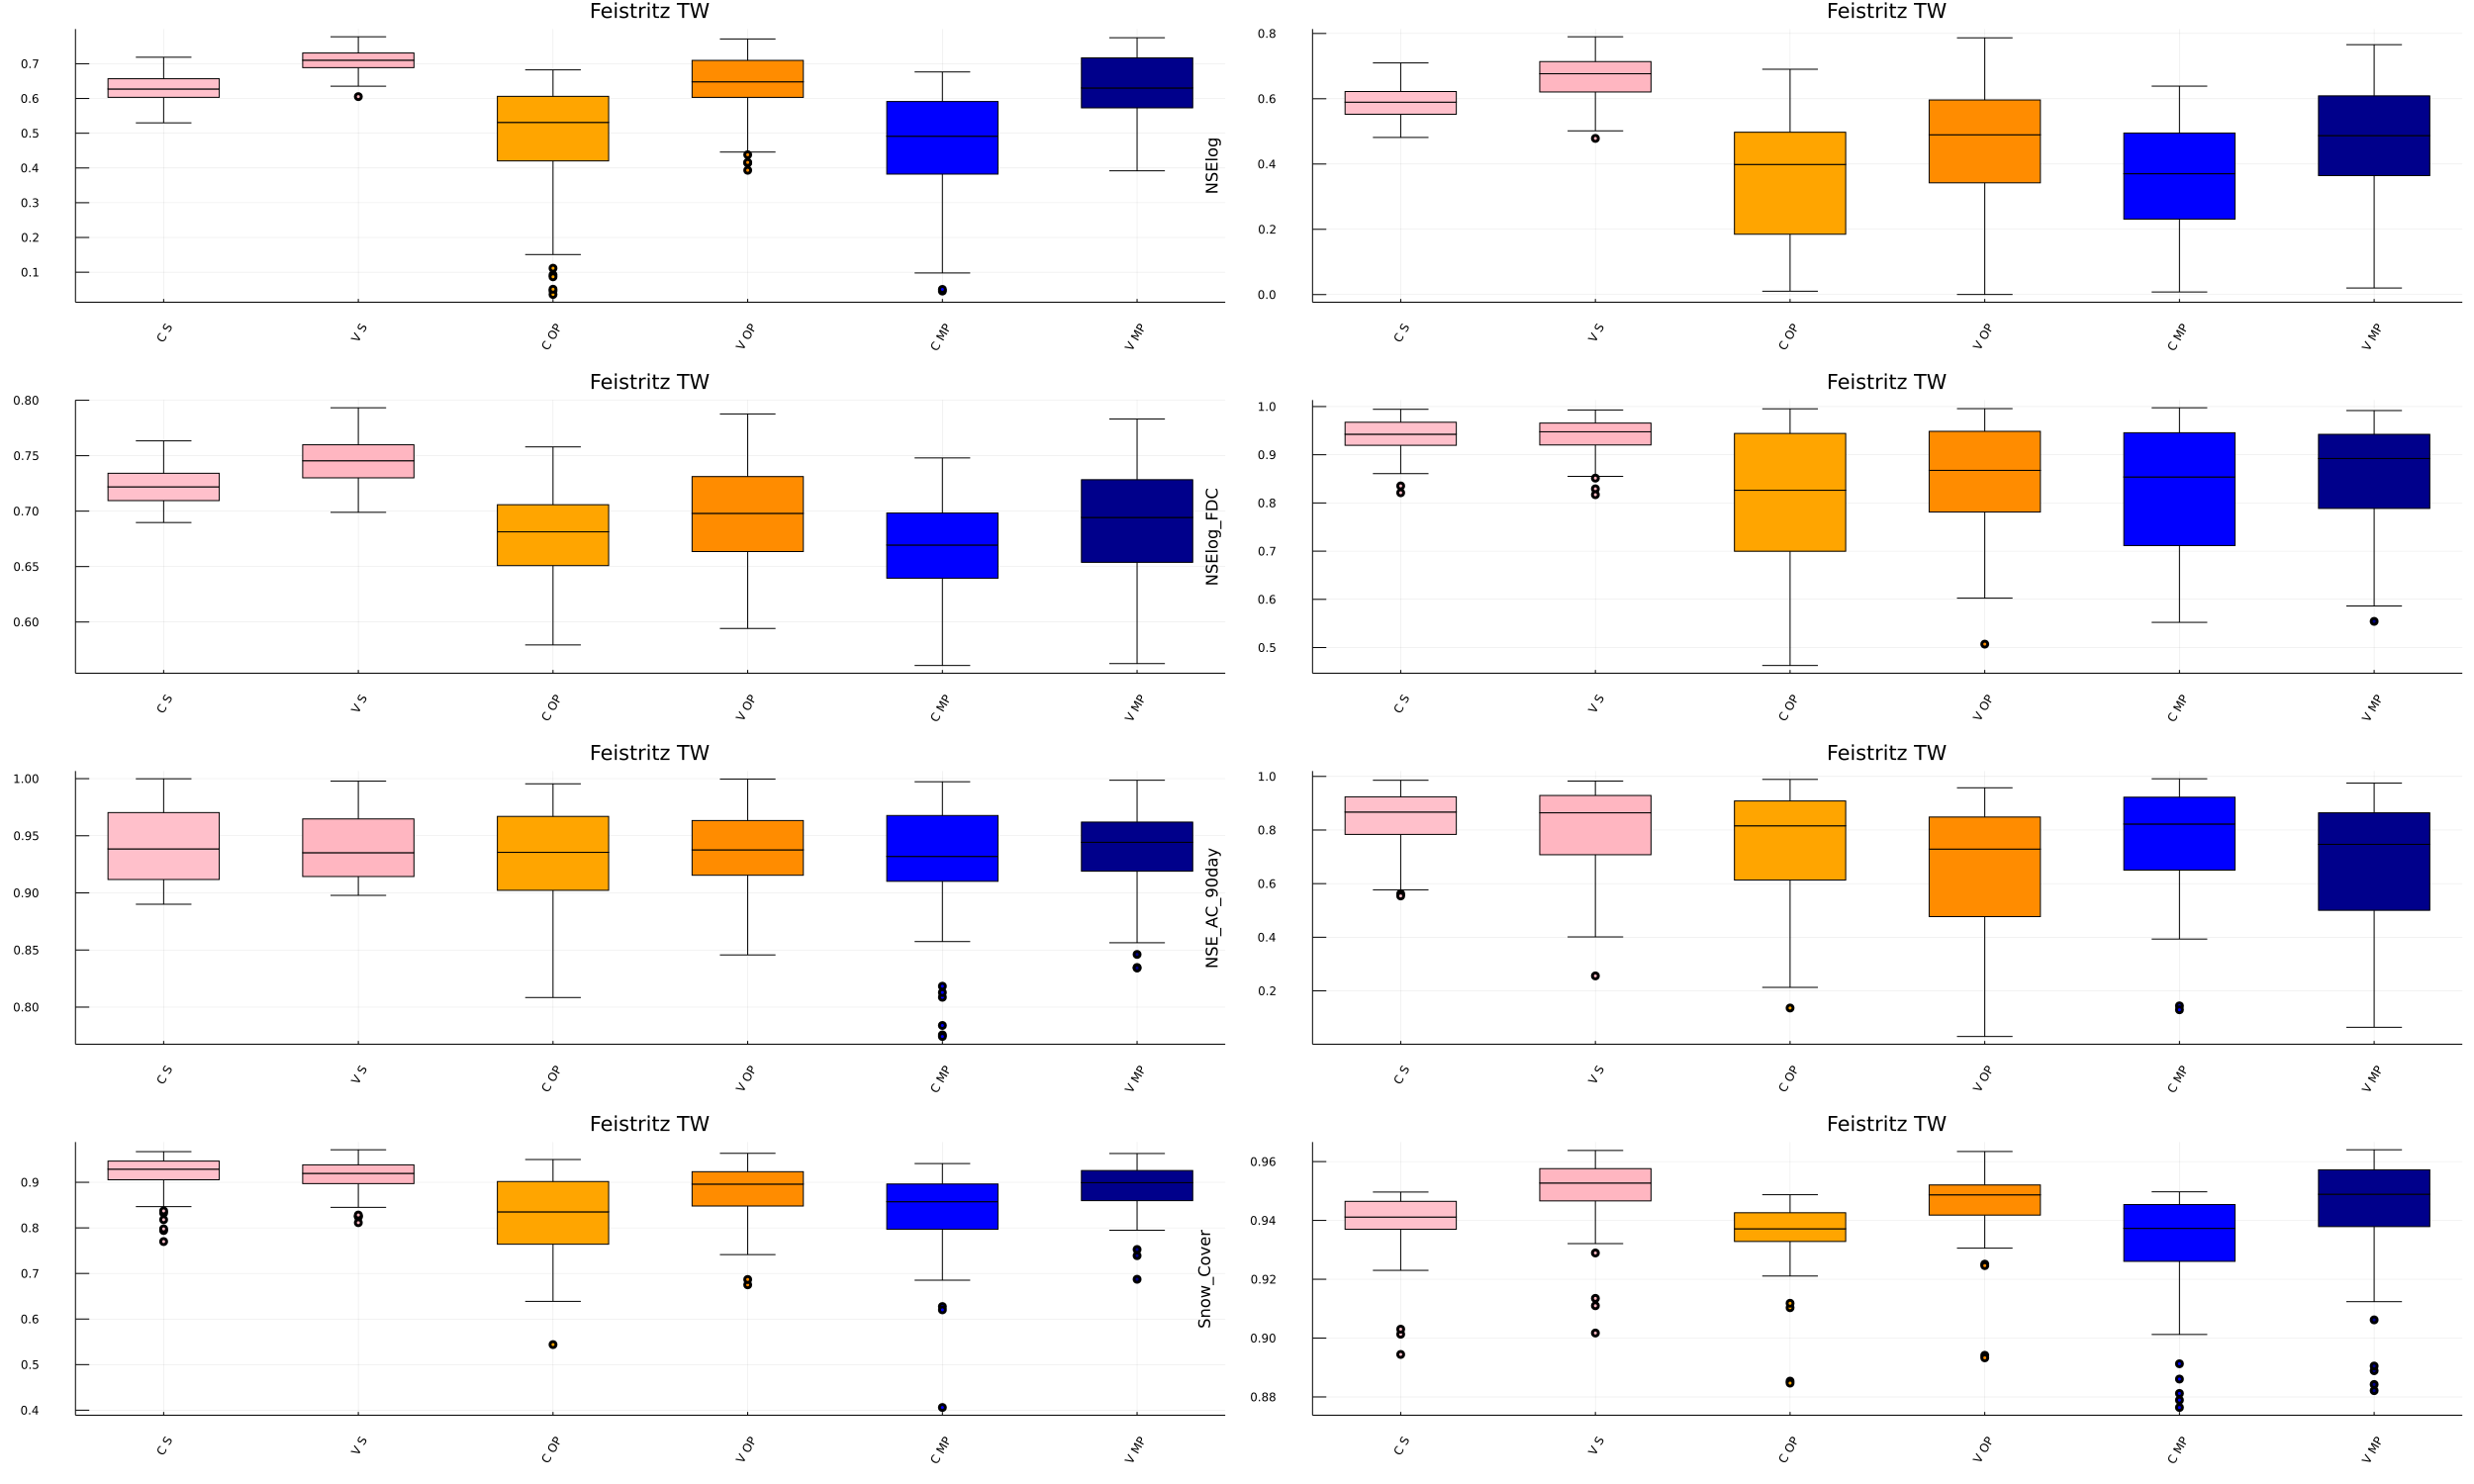 Feistritz TW
0.7
0.6
0.5
0.4
0.3
0.2
0.1
C S
V S
C OP
V OP
C MP
V MP
Feistritz TW
NSElog
0.8
0.6
0.4
0.2
0.0
C S
V S
C OP
V OP
C MP
V MP
Feistritz TW
0.80
0.75
0.70
0.65
0.60
C S
V S
C OP
V OP
C MP
V MP
Feistritz TW
NSElog_FDC
1.0
0.9
0.8
0.7
0.6
0.5
C S
V S
C OP
V OP
C MP
V MP
Feistritz TW
1.00
0.95
0.90
0.85
0.80
C S
V S
C OP
V OP
C MP
V MP
Feistritz TW
NSE_AC_90day
1.0
0.8
0.6
0.4
0.2
C S
V S
C OP
V OP
C MP
V MP
Feistritz TW
0.9
0.8
0.7
0.6
0.5
0.4
C S
V S
C OP
V OP
C MP
V MP
Feistritz TW
Snow_Cover
0.96
0.94
0.92
0.90
0.88
C S
V S
C OP
V OP
C MP
V MP